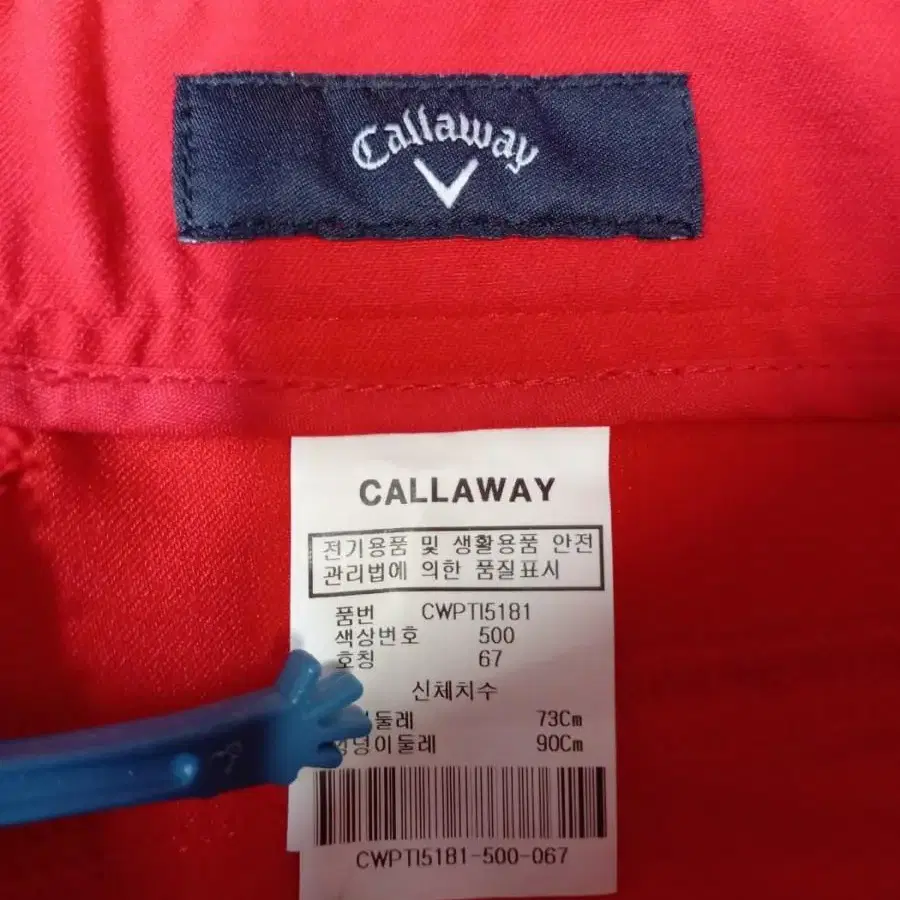 Callaway
CALLAWAY
전기용품 및 생활용품 안전
관리법에 의한 품질표시
품번 CWPTI5181
색상번호 500
호칭 67
신체치수
둘레 73Cm
덩이둘레 90Cm
CWPTI5181-500-067